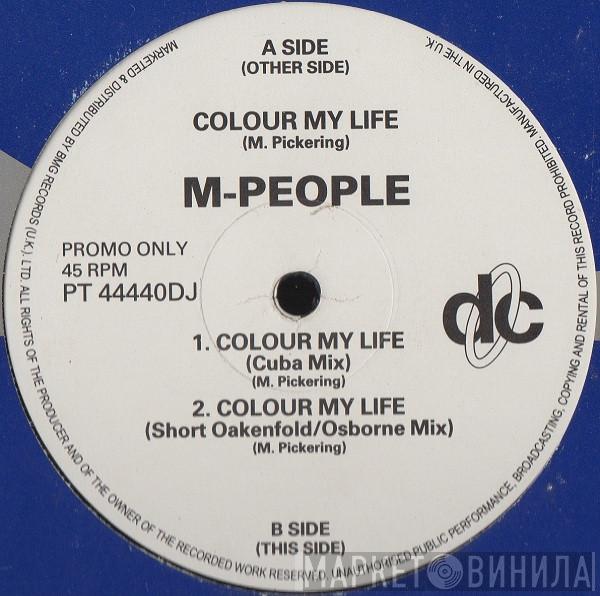 A SIDE
(OTHER SIDE)
COLOUR MY LIFE
(M. Pickering)
M-PEOPLE
PROMO ONLY
45 RPM
PT 44440DJ
dc
1. COLOUR MY LIFE
(Cuba Mix)
(M. Pickering)
2. COLOUR MY LIFE
(Short Oakenfold/Osborne Mix)
(M. Pickering)
B SIDE
(THIS SIDE)
MARKETED & DISTRIBUTED BY BMG RECORDS (U.K.), LTD. ALL RIGHTS OF THE PRODUCER AND OF THE OWNER OF THE RECORDED WORK RESERVED, UNAUTHORISED PUBLIC PERFORMANCE, BROADCASTING, COPYING AND RENTAL OF THIS RECORD PROHIBITED. MANUFACTURED IN THE U.K.
МАРКЕТ ВИНИЛА